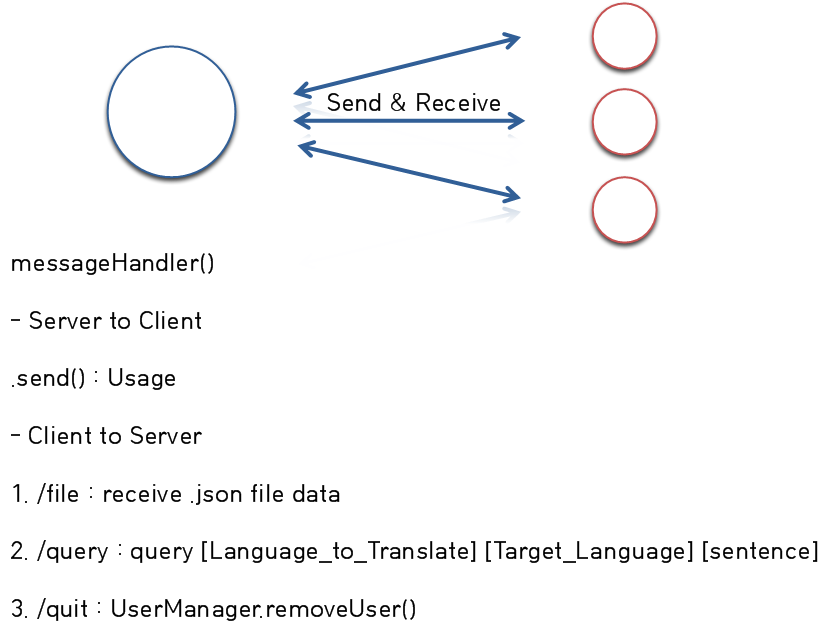 Send & Receive
messageHandler()
- Server to Client
.send() : Usage
- Client to Server
1. /file : receive .json file data
2. /query : query [Language_to_Translate] [Target_Language] [sentence]
3. /quit : UserManager.removeUser()